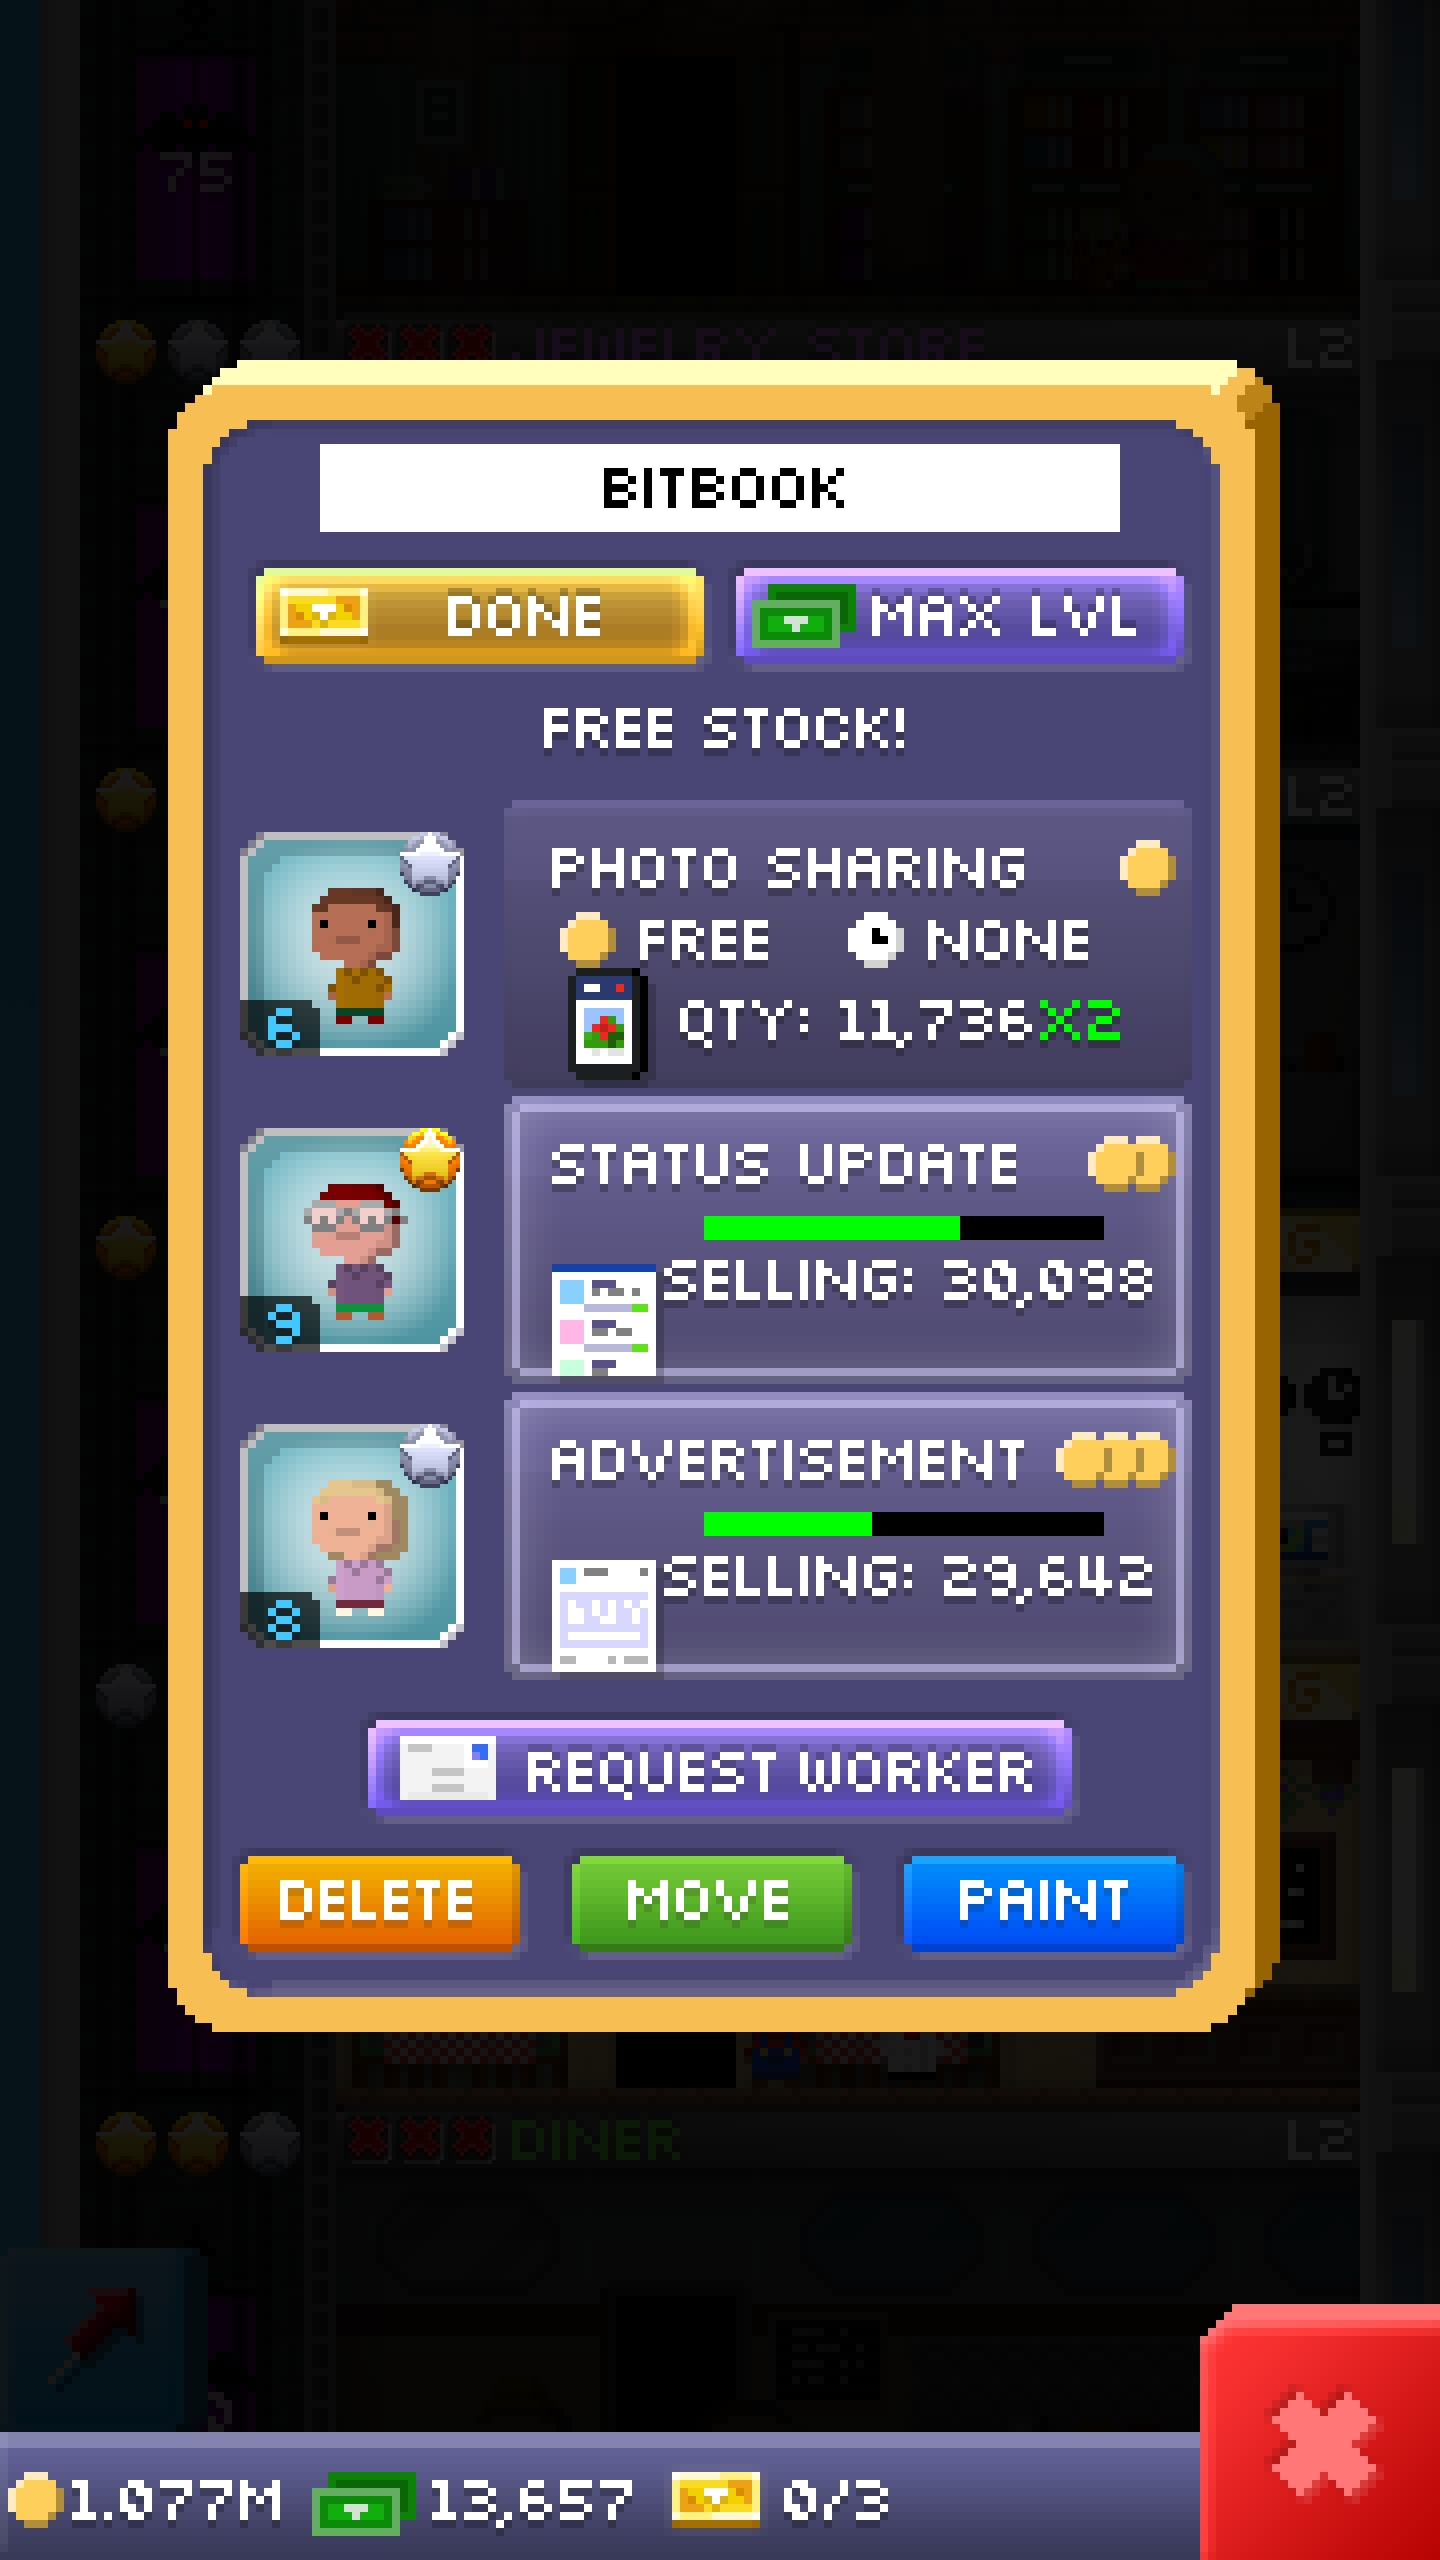 75
JEWELRY STORE L2
BITBOOK
DONE
MAX LVL
FREE STOCK!
L2
PHOTO SHARING
FREE NONE
QTY: 11,736X2
6
STATUS UPDATE
SELLING: 30,098
9
ADVERTISEMENT
SELLING: 29,642
8
REQUEST WORKER
DELETE
MOVE
PAINT
DINER L2
1.077M 13,657 0/3